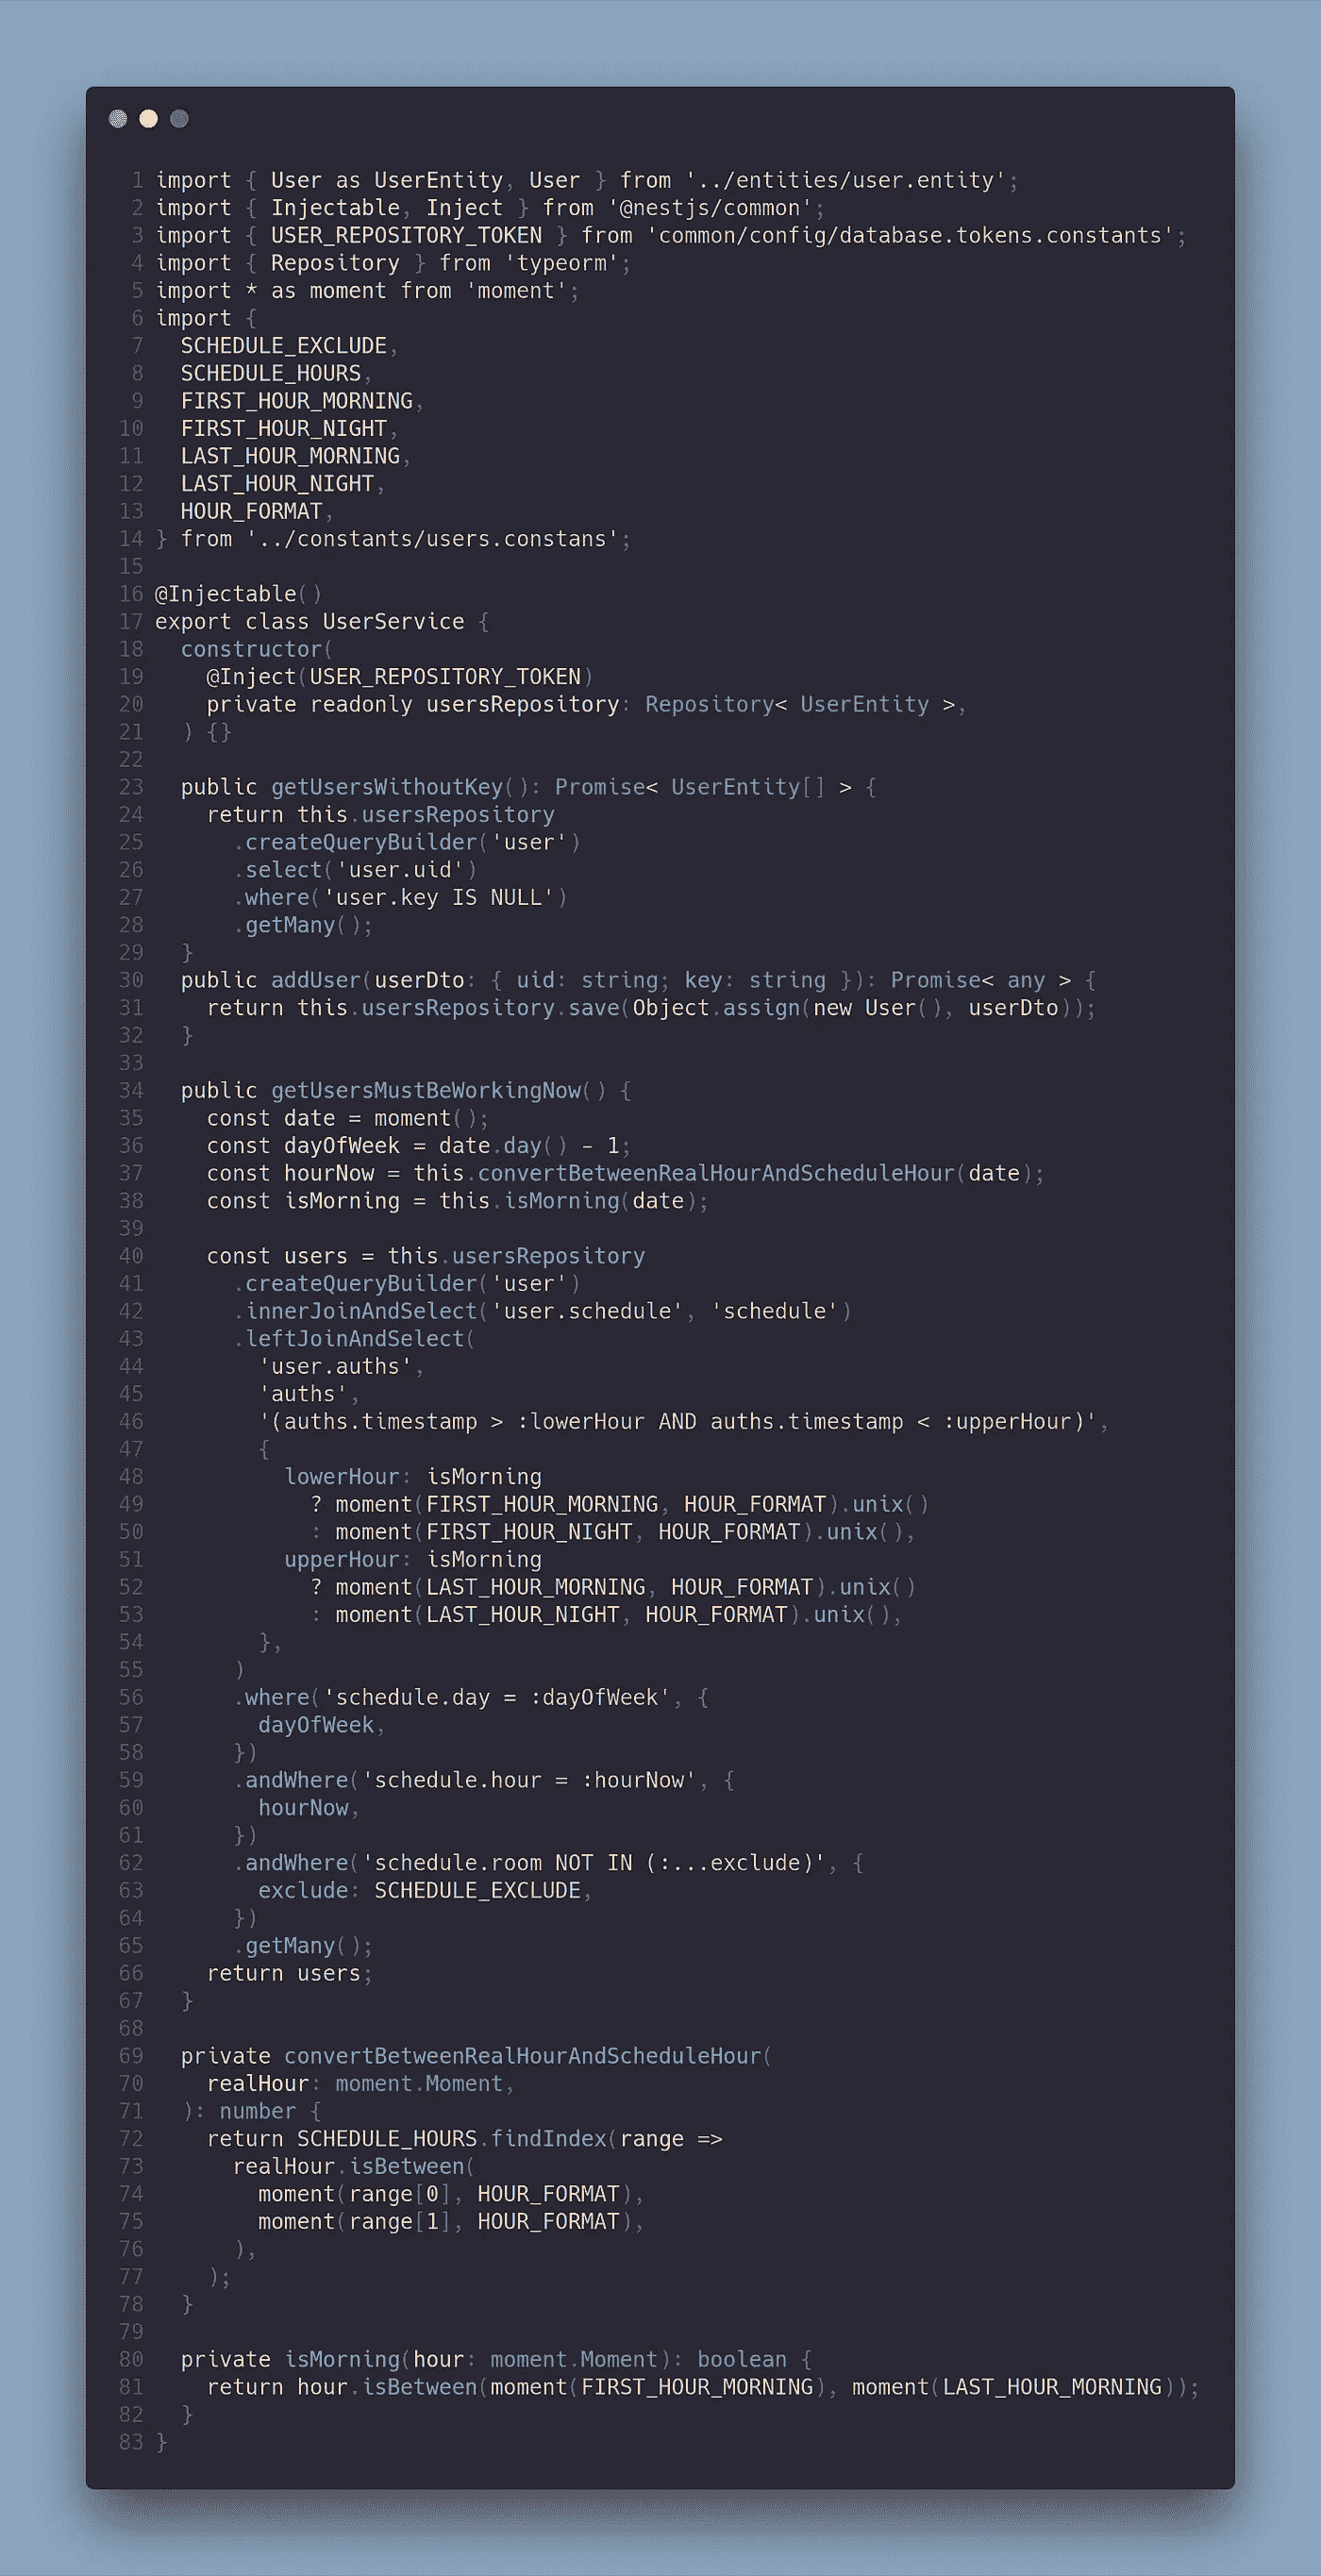 1 import { User as UserEntity, User } from '../entities/user.entity';
2 import { Injectable, Inject } from '@nestjs/common';
3 import { USER_REPOSITORY_TOKEN } from 'common/config/database.tokens.constants';
4 import { Repository } from 'typeorm';
5 import * as moment from 'moment';
6 import {
7   SCHEDULE_EXCLUDE,
8   SCHEDULE_HOURS,
9   FIRST_HOUR_MORNING,
10   FIRST_HOUR_NIGHT,
11   LAST_HOUR_MORNING,
12   LAST_HOUR_NIGHT,
13   HOUR_FORMAT,
14 } from '../constants/users.constans';
15
16 @Injectable()
17 export class UserService {
18   constructor(
19     @Inject(USER_REPOSITORY_TOKEN)
20     private readonly usersRepository: Repository< UserEntity >,
21   ) {}
22
23   public getUsersWithoutKey(): Promise< UserEntity[] > {
24     return this.usersRepository
25       .createQueryBuilder('user')
26       .select('user.uid')
27       .where('user.key IS NULL')
28       .getMany();
29   }
30   public addUser(userDto: { uid: string; key: string }): Promise< any > {
31     return this.usersRepository.save(Object.assign(new User(), userDto));
32   }
33
34   public getUsersMustBeWorkingNow() {
35     const date = moment();
36     const dayOfWeek = date.day() - 1;
37     const hourNow = this.convertBetweenRealHourAndScheduleHour(date);
38     const isMorning = this.isMorning(date);
39
40     const users = this.usersRepository
41       .createQueryBuilder('user')
42       .innerJoinAndSelect('user.schedule', 'schedule')
43       .leftJoinAndSelect(
44         'user.auths',
45         'auths',
46         '(auths.timestamp > :lowerHour AND auths.timestamp < :upperHour)',
47         {
48           lowerHour: isMorning
49             ? moment(FIRST_HOUR_MORNING, HOUR_FORMAT).unix()
50             : moment(FIRST_HOUR_NIGHT, HOUR_FORMAT).unix(),
51           upperHour: isMorning
52             ? moment(LAST_HOUR_MORNING, HOUR_FORMAT).unix()
53             : moment(LAST_HOUR_NIGHT, HOUR_FORMAT).unix(),
54         },
55       )
56       .where('schedule.day = :dayOfWeek', {
57         dayOfWeek,
58       })
59       .andWhere('schedule.hour = :hourNow', {
60         hourNow,
61       })
62       .andWhere('schedule.room NOT IN (:...exclude)', {
63         exclude: SCHEDULE_EXCLUDE,
64       })
65       .getMany();
66     return users;
67   }
68
69   private convertBetweenRealHourAndScheduleHour(
70     realHour: moment.Moment,
71   ): number {
72     return SCHEDULE_HOURS.findIndex(range =>
73       realHour.isBetween(
74         moment(range[0], HOUR_FORMAT),
75         moment(range[1], HOUR_FORMAT),
76       ),
77     );
78   }
79
80   private isMorning(hour: moment.Moment): boolean {
81     return hour.isBetween(moment(FIRST_HOUR_MORNING), moment(LAST_HOUR_MORNING));
82   }
83 }